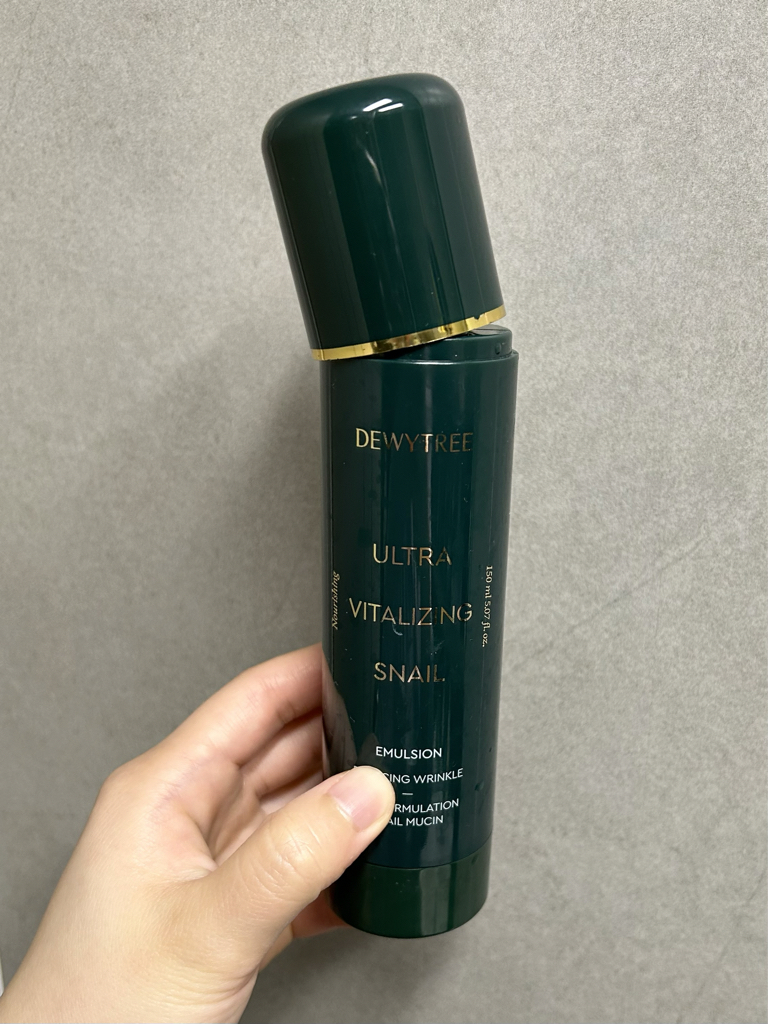 DEWYTREE
ULTRA
VITALIZING
SNAIL
Nourishing
150 ml 5.07 fl. oz.
EMULSION
WRINKLE
MUCIN